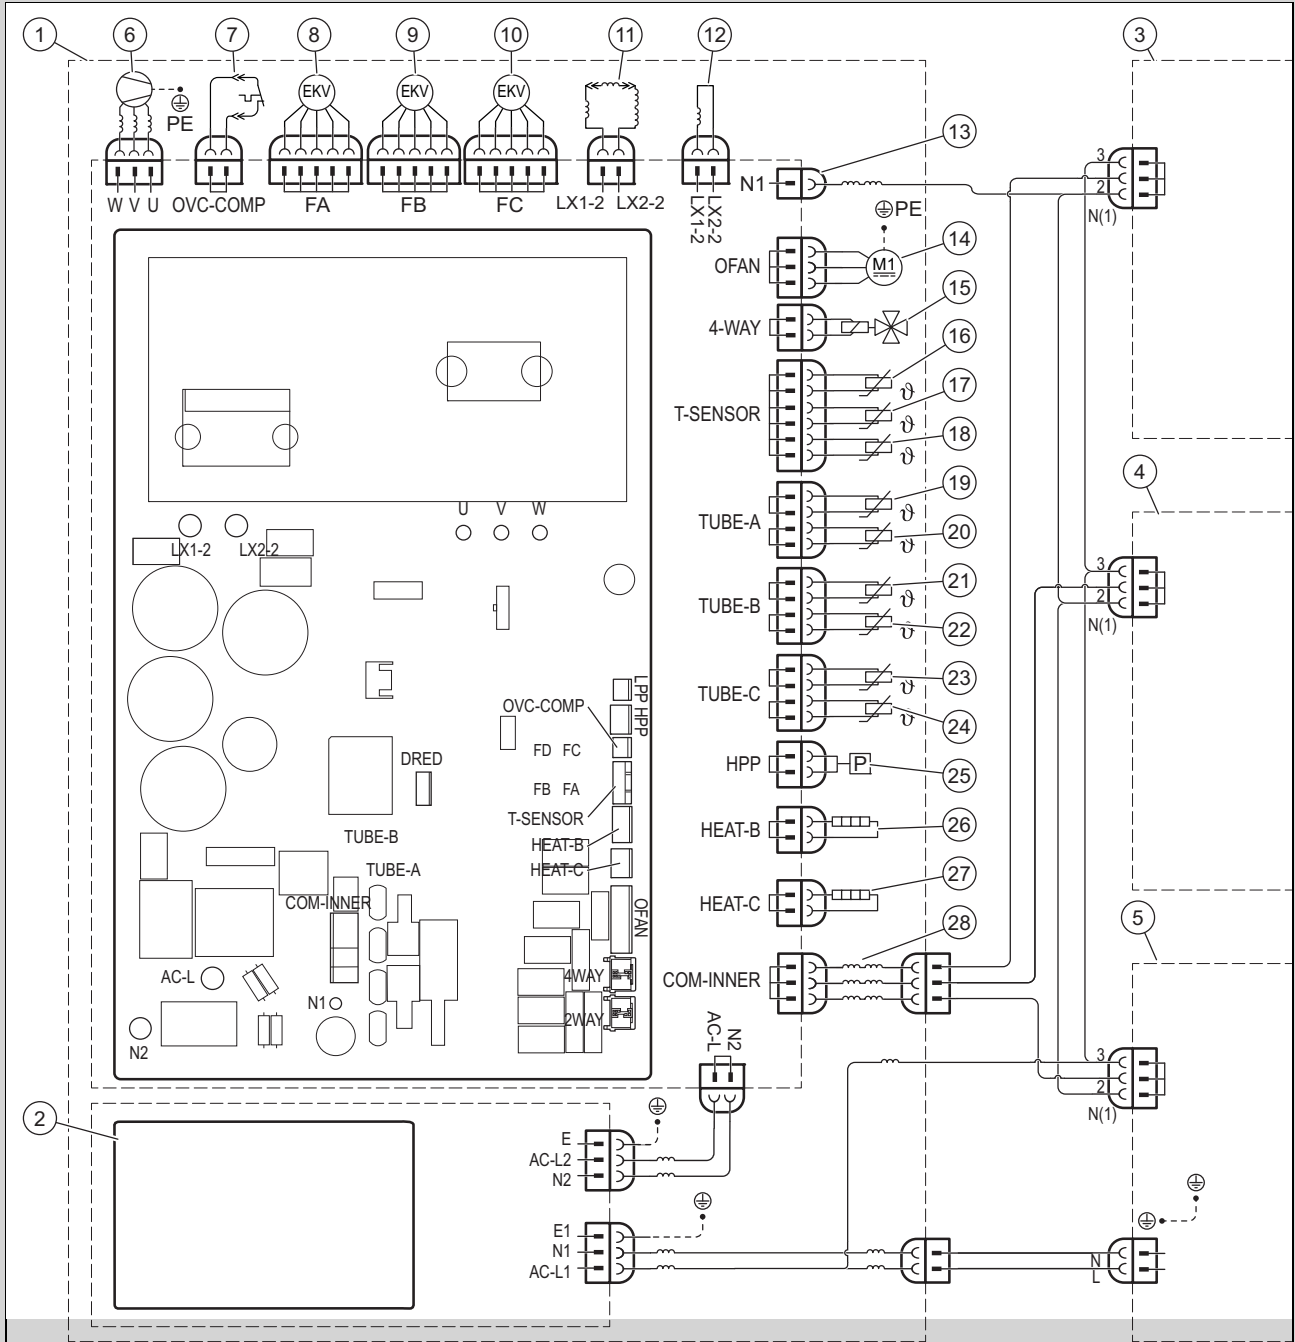 1 6 7 8 9 10 11 12 3
EKV EKV EKV
PE
W V U OVC-COMP FA FB FC LX1-2 LX2-2
LX1-2
LX2-2
N1
13
3
2
N(1)
PE
OFAN M1 14
4-WAY 15
16
T-SENSOR ϑ 17
ϑ 18
ϑ
4
19
TUBE-A ϑ 20
ϑ
21
TUBE-B ϑ 22
ϑ
3
2
N(1)
23
TUBE-C ϑ 24
ϑ
HPP P 25
HEAT-B 26
HEAT-C 27
28
COM-INNER
5
U V W
LX1-2 LX2-2
LPP HPP
OVC-COMP
FD FC
DRED
FB FA
T-SENSOR
TUBE-B
HEAT-B
TUBE-A HEAT-C
COM-INNER
OFAN
AC-L
4WAY
N1
2WAY
N2
AC-L
N2
3
2
N(1)
2
E
AC-L2
N2
E1
N1
AC-L1
N
L